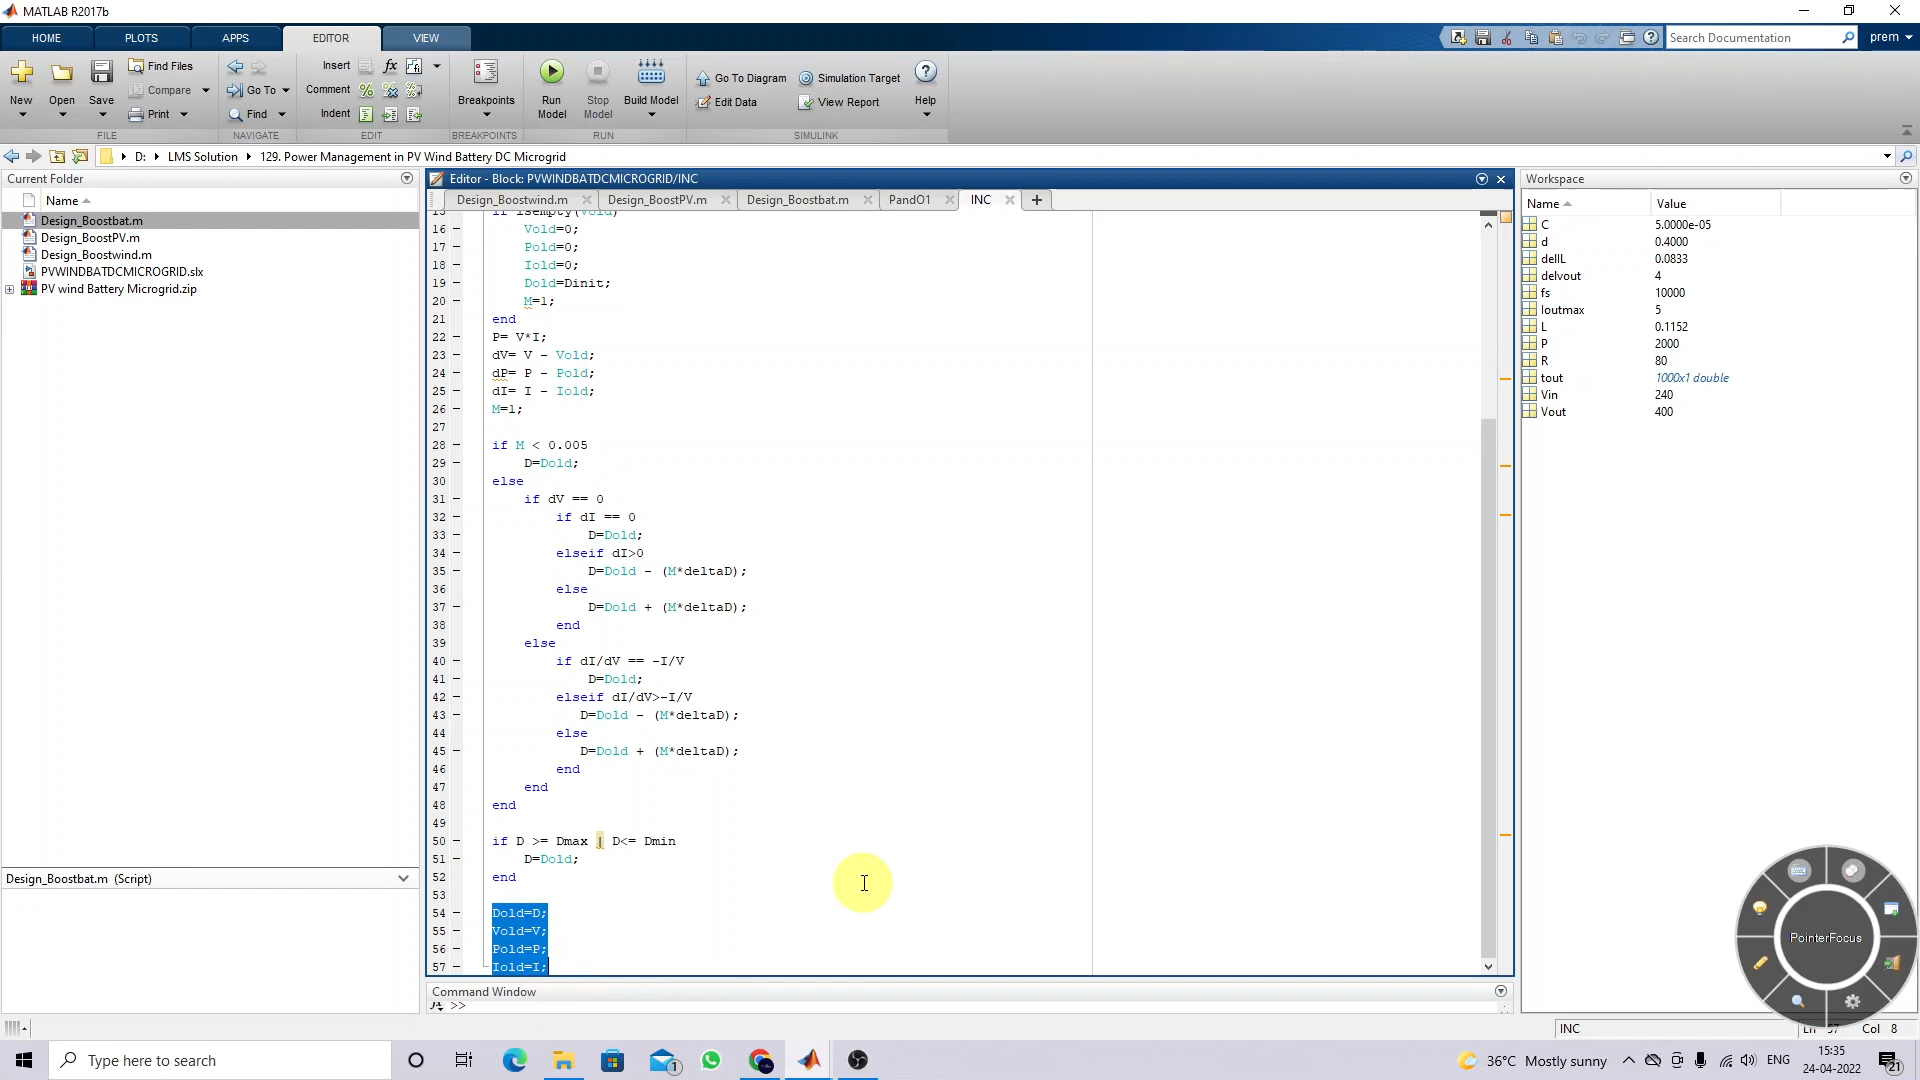 MATLAB R2017b
HOME PLOTS APPS EDITOR VIEW
Search Documentation prem
New Open Save Find Files Compare Print
Go To Find
Insert fx Comment Indent
Breakpoints
Run Model Stop Model Build Model
Go To Diagram Edit Data Simulation Target View Report
Help
FILE NAVIGATE EDIT BREAKPOINTS RUN SIMULINK
D: LMS Solution 129. Power Management in PV Wind Battery DC Microgrid
Current Folder
Name
Design_Boostbat.m
Design_BoostPV.m
Design_Boostwind.m
PVWINDBATDCMICROGRID.slx
PV wind Battery Microgrid.zip
Design_Boostbat.m (Script)
Editor - Block: PVWINDBATDCMICROGRID/INC
Design_Boostwind.m Design_BoostPV.m Design_Boostbat.m PandO1 INC
15 if isempty(Vold)
16 Vold=0;
17 Pold=0;
18 Iold=0;
19 Dold=Dinit;
20 M=1;
21 end
22 P= V*I;
23 dV= V - Vold;
24 dP= P - Pold;
25 dI= I - Iold;
26 M=1;
27
28 if M < 0.005
29 D=Dold;
30 else
31 if dV == 0
32 if dI == 0
33 D=Dold;
34 elseif dI>0
35 D=Dold - (M*deltaD);
36 else
37 D=Dold + (M*deltaD);
38 end
39 else
40 if dI/dV == -I/V
41 D=Dold;
42 elseif dI/dV>-I/V
43 D=Dold - (M*deltaD);
44 else
45 D=Dold + (M*deltaD);
46 end
47 end
48 end
49
50 if D >= Dmax | D<= Dmin
51 D=Dold;
52 end
53
54 Dold=D;
55 Vold=V;
56 Pold=P;
57 Iold=I;
Command Window
>>
Workspace
Name Value
C 5.0000e-05
d 0.4000
delIL 0.0833
delvout 4
fs 10000
Ioutmax 5
L 0.1152
P 2000
R 80
tout 1000x1 double
Vin 240
Vout 400
PointerFocus
INC Ln 57 Col 8
Type here to search
1
36°C Mostly sunny ENG
15:35
24-04-2022
21